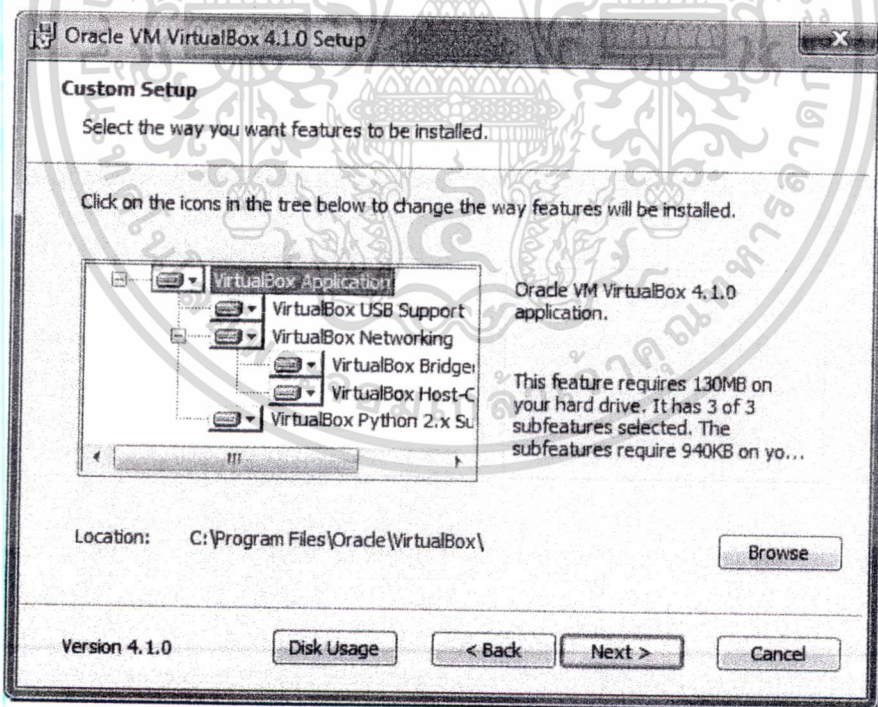 Oracle VM VirtualBox 4.1.0 Setup
Custom Setup
Select the way you want features to be installed.
Click on the icons in the tree below to change the way features will be installed.
VirtualBox Application
VirtualBox USB Support
VirtualBox Networking
VirtualBox Bridge
VirtualBox Host-C
VirtualBox Python 2.x Su
Oracle VM VirtualBox 4.1.0
application.
This feature requires 130MB on
your hard drive. It has 3 of 3
subfeatures selected. The
subfeatures require 940KB on yo...
Location: C:\Program Files\Oracle\VirtualBox\
Browse
Version 4.1.0
Disk Usage
< Back
Next >
Cancel